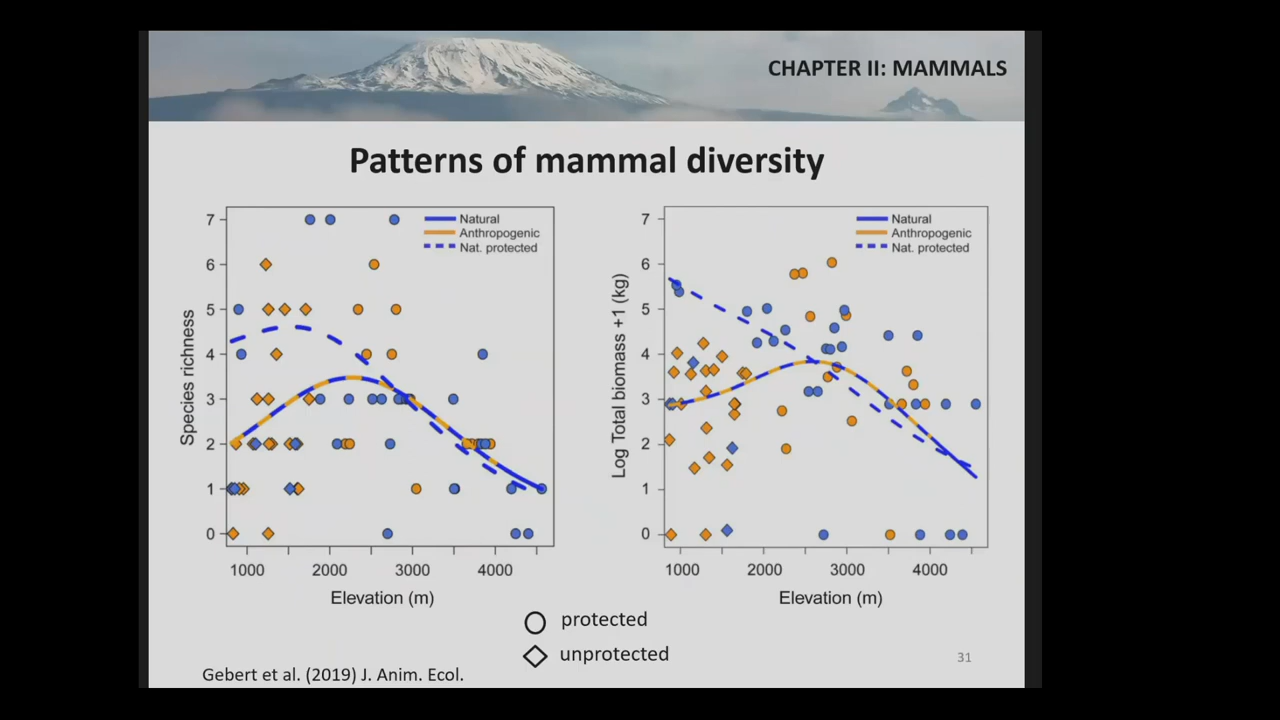 CHAPTER II: MAMMALS
Patterns of mammal diversity
Natural
Anthropogenic
Nat. protected
Species richness
7
6
5
4
3
2
1
0
1000 2000 3000 4000
Elevation (m)
Natural
Anthropogenic
Nat. protected
Log Total biomass +1 (kg)
7
6
5
4
3
2
1
0
1000 2000 3000 4000
Elevation (m)
protected
unprotected
Gebert et al. (2019) J. Anim. Ecol.
31